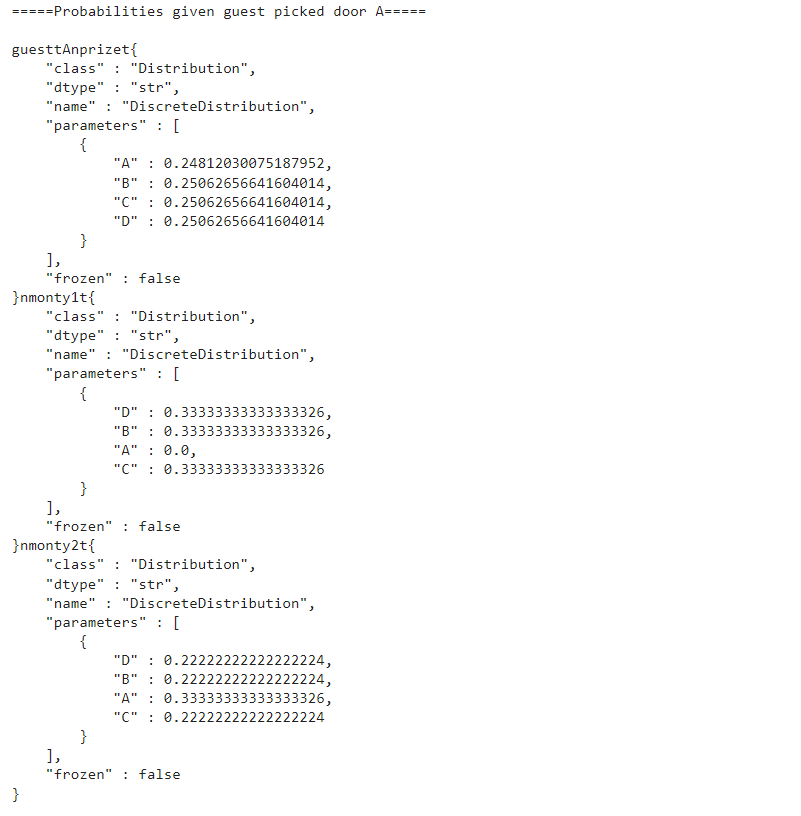 =====Probabilities given guest picked door A=====
guesttAnprizet{
    "class" : "Distribution",
    "dtype" : "str",
    "name" : "DiscreteDistribution",
    "parameters" : [
        {
            "A" : 0.24812030075187952,
            "B" : 0.25062656641604014,
            "C" : 0.25062656641604014,
            "D" : 0.25062656641604014
        }
    ],
    "frozen" : false
}nmonty1t{
    "class" : "Distribution",
    "dtype" : "str",
    "name" : "DiscreteDistribution",
    "parameters" : [
        {
            "D" : 0.33333333333333326,
            "B" : 0.33333333333333326,
            "A" : 0.0,
            "C" : 0.33333333333333326
        }
    ],
    "frozen" : false
}nmonty2t{
    "class" : "Distribution",
    "dtype" : "str",
    "name" : "DiscreteDistribution",
    "parameters" : [
        {
            "D" : 0.22222222222222224,
            "B" : 0.22222222222222224,
            "A" : 0.33333333333333326,
            "C" : 0.22222222222222224
        }
    ],
    "frozen" : false
}